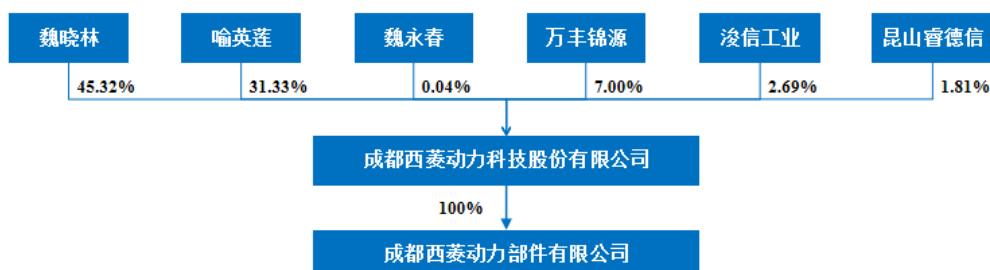 魏晓林
喻英莲
魏永春
万丰锦源
浚信工业
昆山睿德信
45.32%
31.33%
0.04%
7.00%
2.69%
1.81%
成都西菱动力科技股份有限公司
100%
成都西菱动力部件有限公司